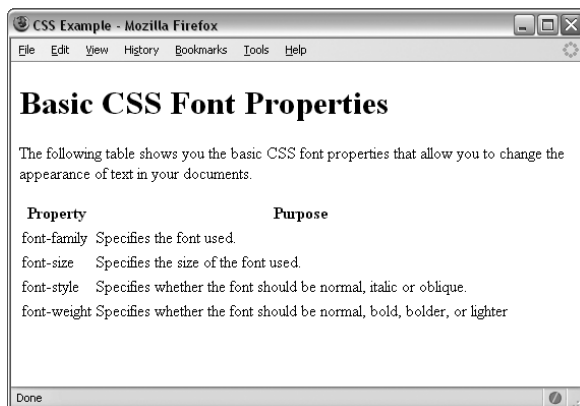 CSS Example - Mozilla Firefox
File Edit View History Bookmarks Tools Help
Basic CSS Font Properties
The following table shows you the basic CSS font properties that allow you to change the
appearance of text in your documents.
Property Purpose
font-family Specifies the font used.
font-size Specifies the size of the font used.
font-style Specifies whether the font should be normal, italic or oblique.
font-weight Specifies whether the font should be normal, bold, bolder, or lighter
Done